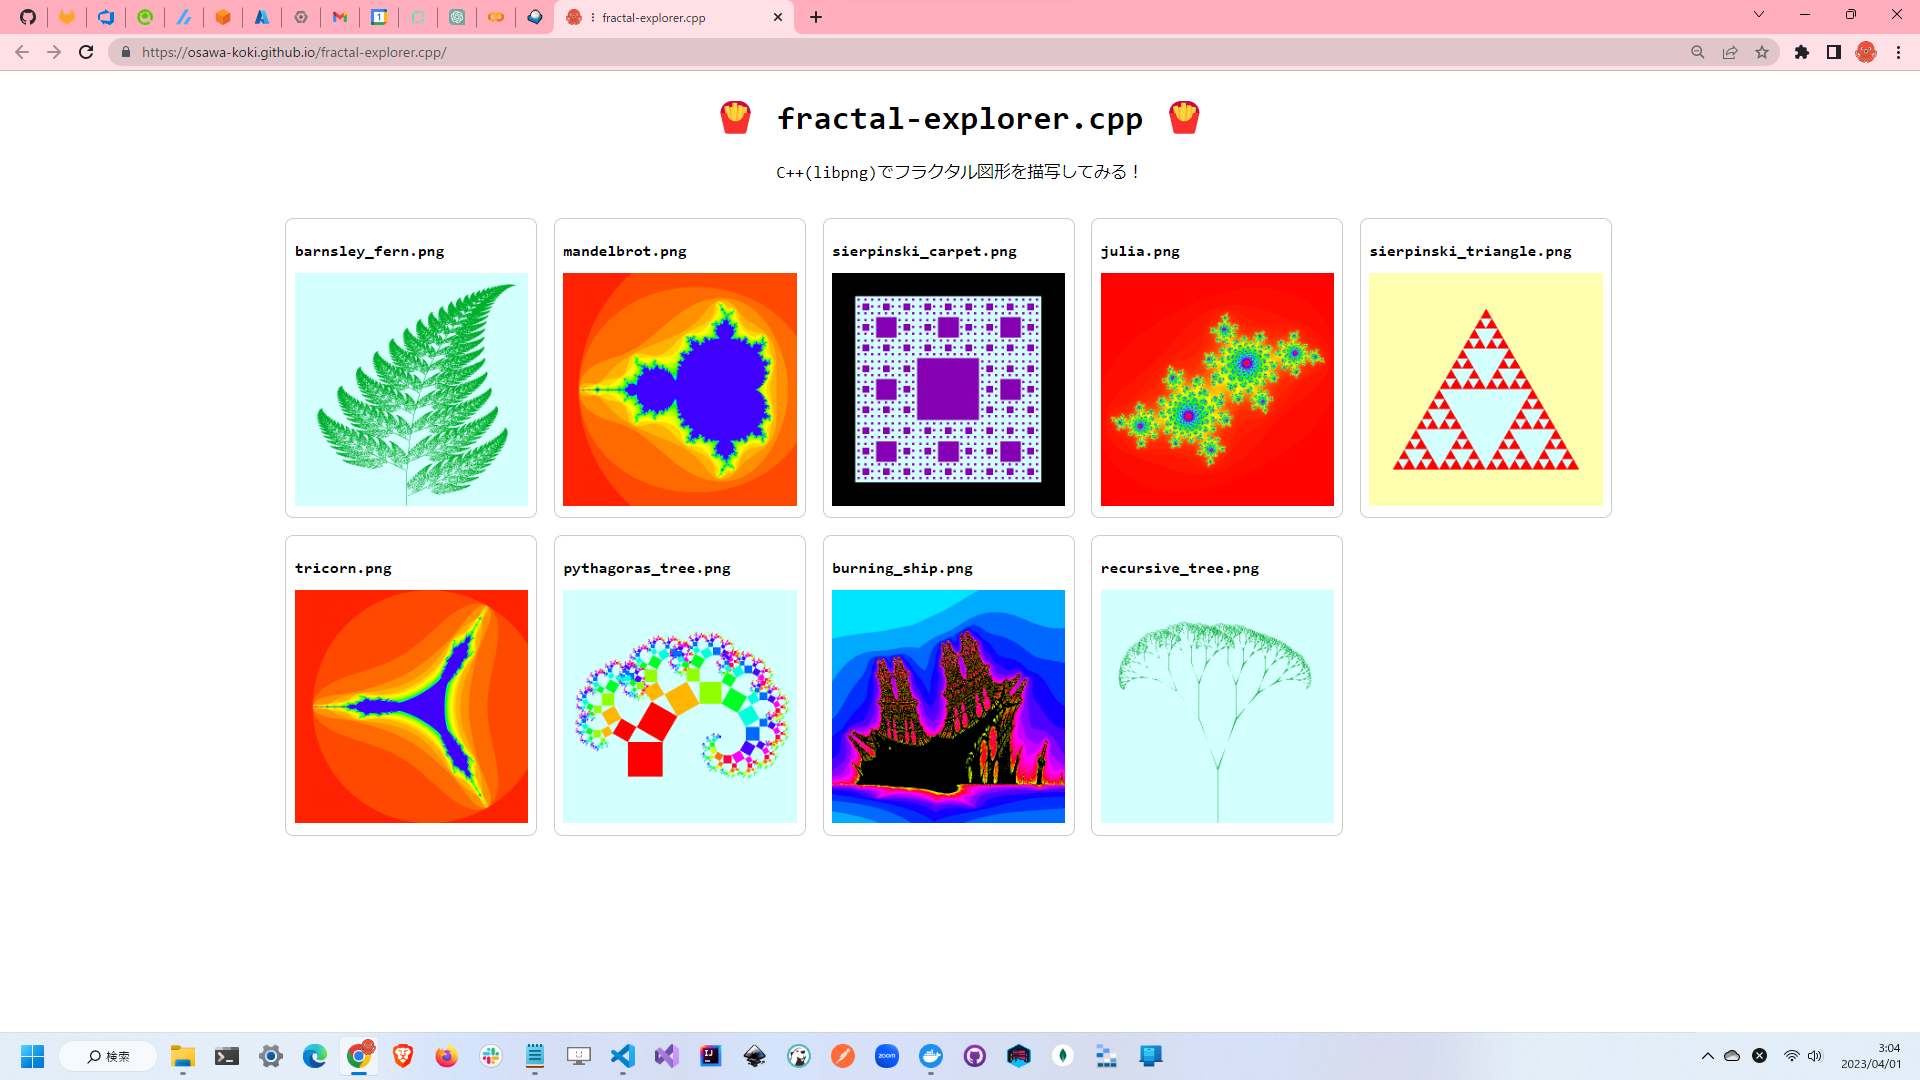 fractal-explorer.cpp
https://osawa-koki.github.io/fractal-explorer.cpp/
fractal-explorer.cpp
C++(libpng)でフラクタル図形を描写してみる！
barnsley_fern.png
mandelbrot.png
sierpinski_carpet.png
julia.png
sierpinski_triangle.png
tricorn.png
pythagoras_tree.png
burning_ship.png
recursive_tree.png
検索
zoom
3:04
2023/04/01